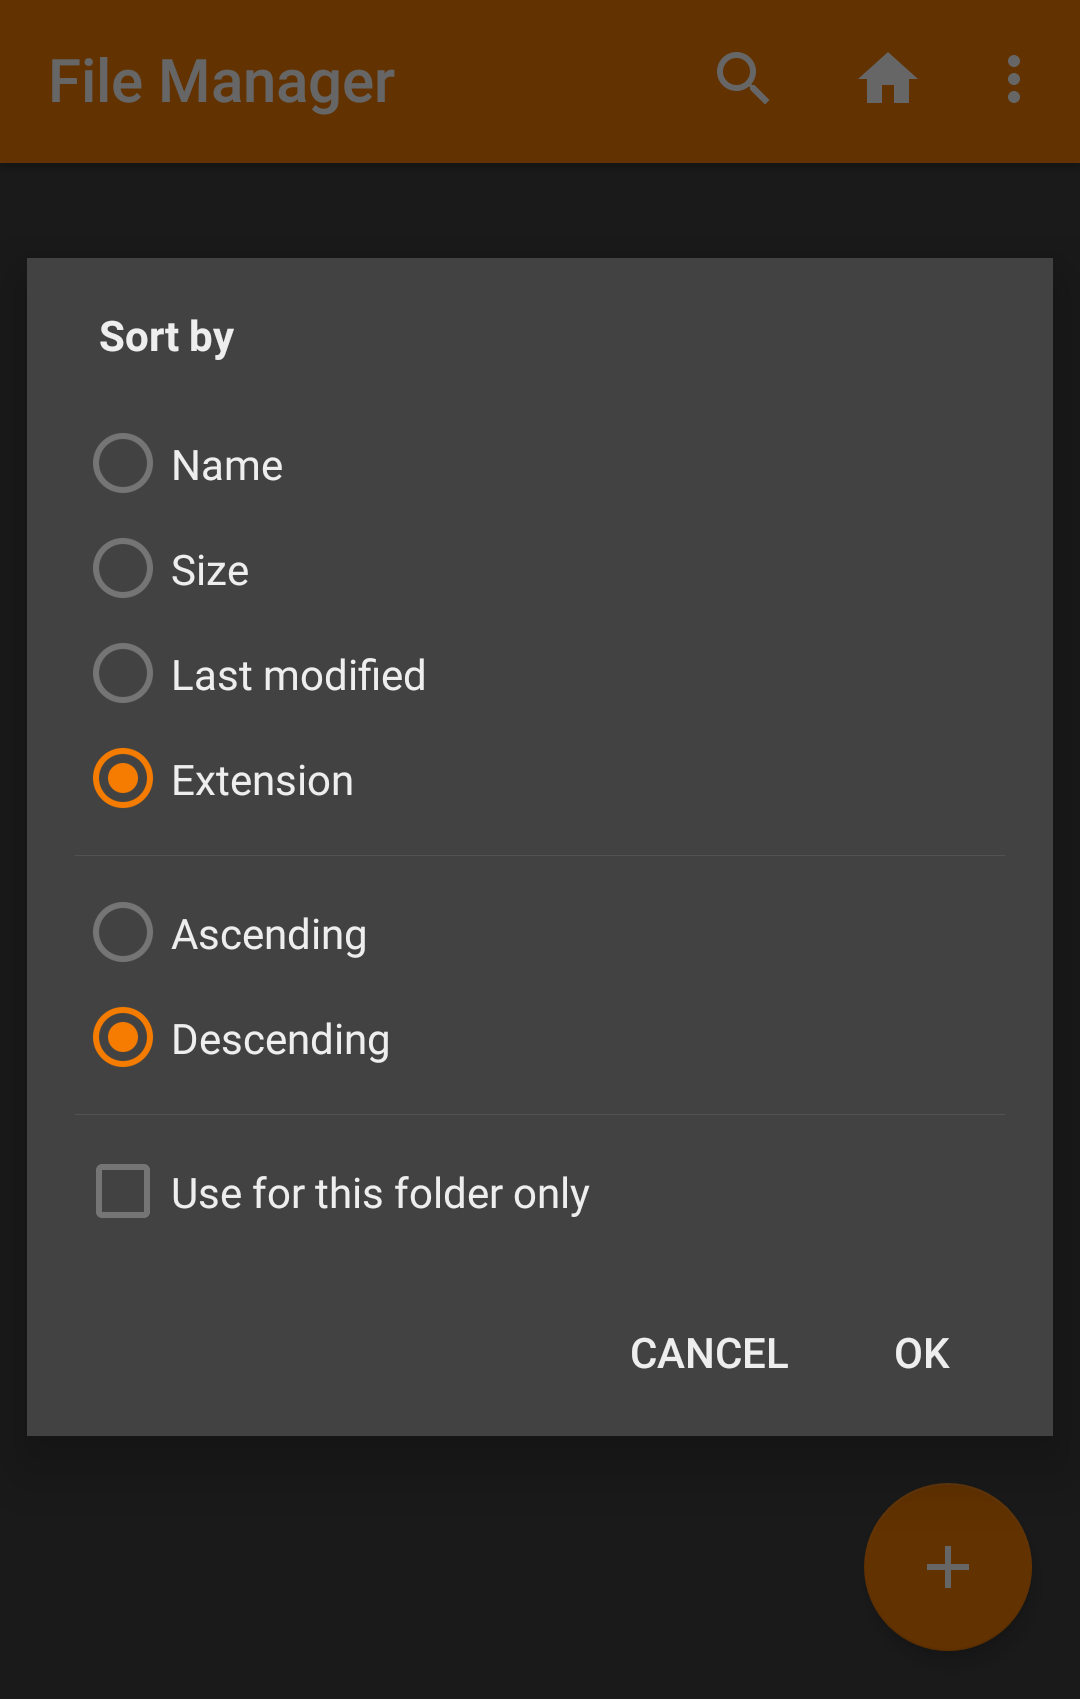 File Manager
Sort by
Name
Size
Last modified
Extension
Ascending
Descending
Use for this folder only
CANCEL OK